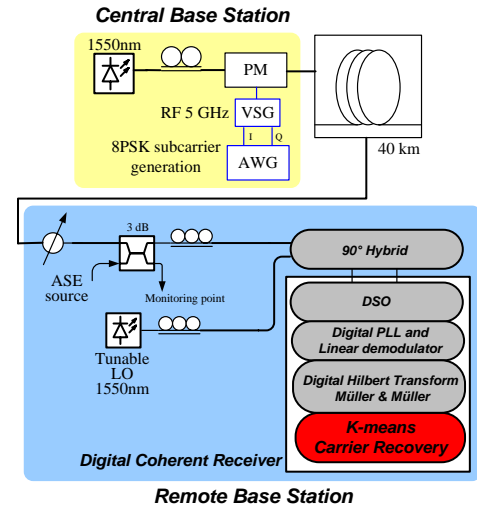 Central Base Station
1550nm
PM
RF 5 GHz
VSG
I
Q
8PSK subcarrier
generation
AWG
40 km
3 dB
90° Hybrid
ASE
source
Monitoring point
DSO
Tunable
LO
1550nm
Digital PLL and
Linear demodulator
Digital Hilbert Transform
Müller & Müller
K-means
Carrier Recovery
Digital Coherent Receiver
Remote Base Station